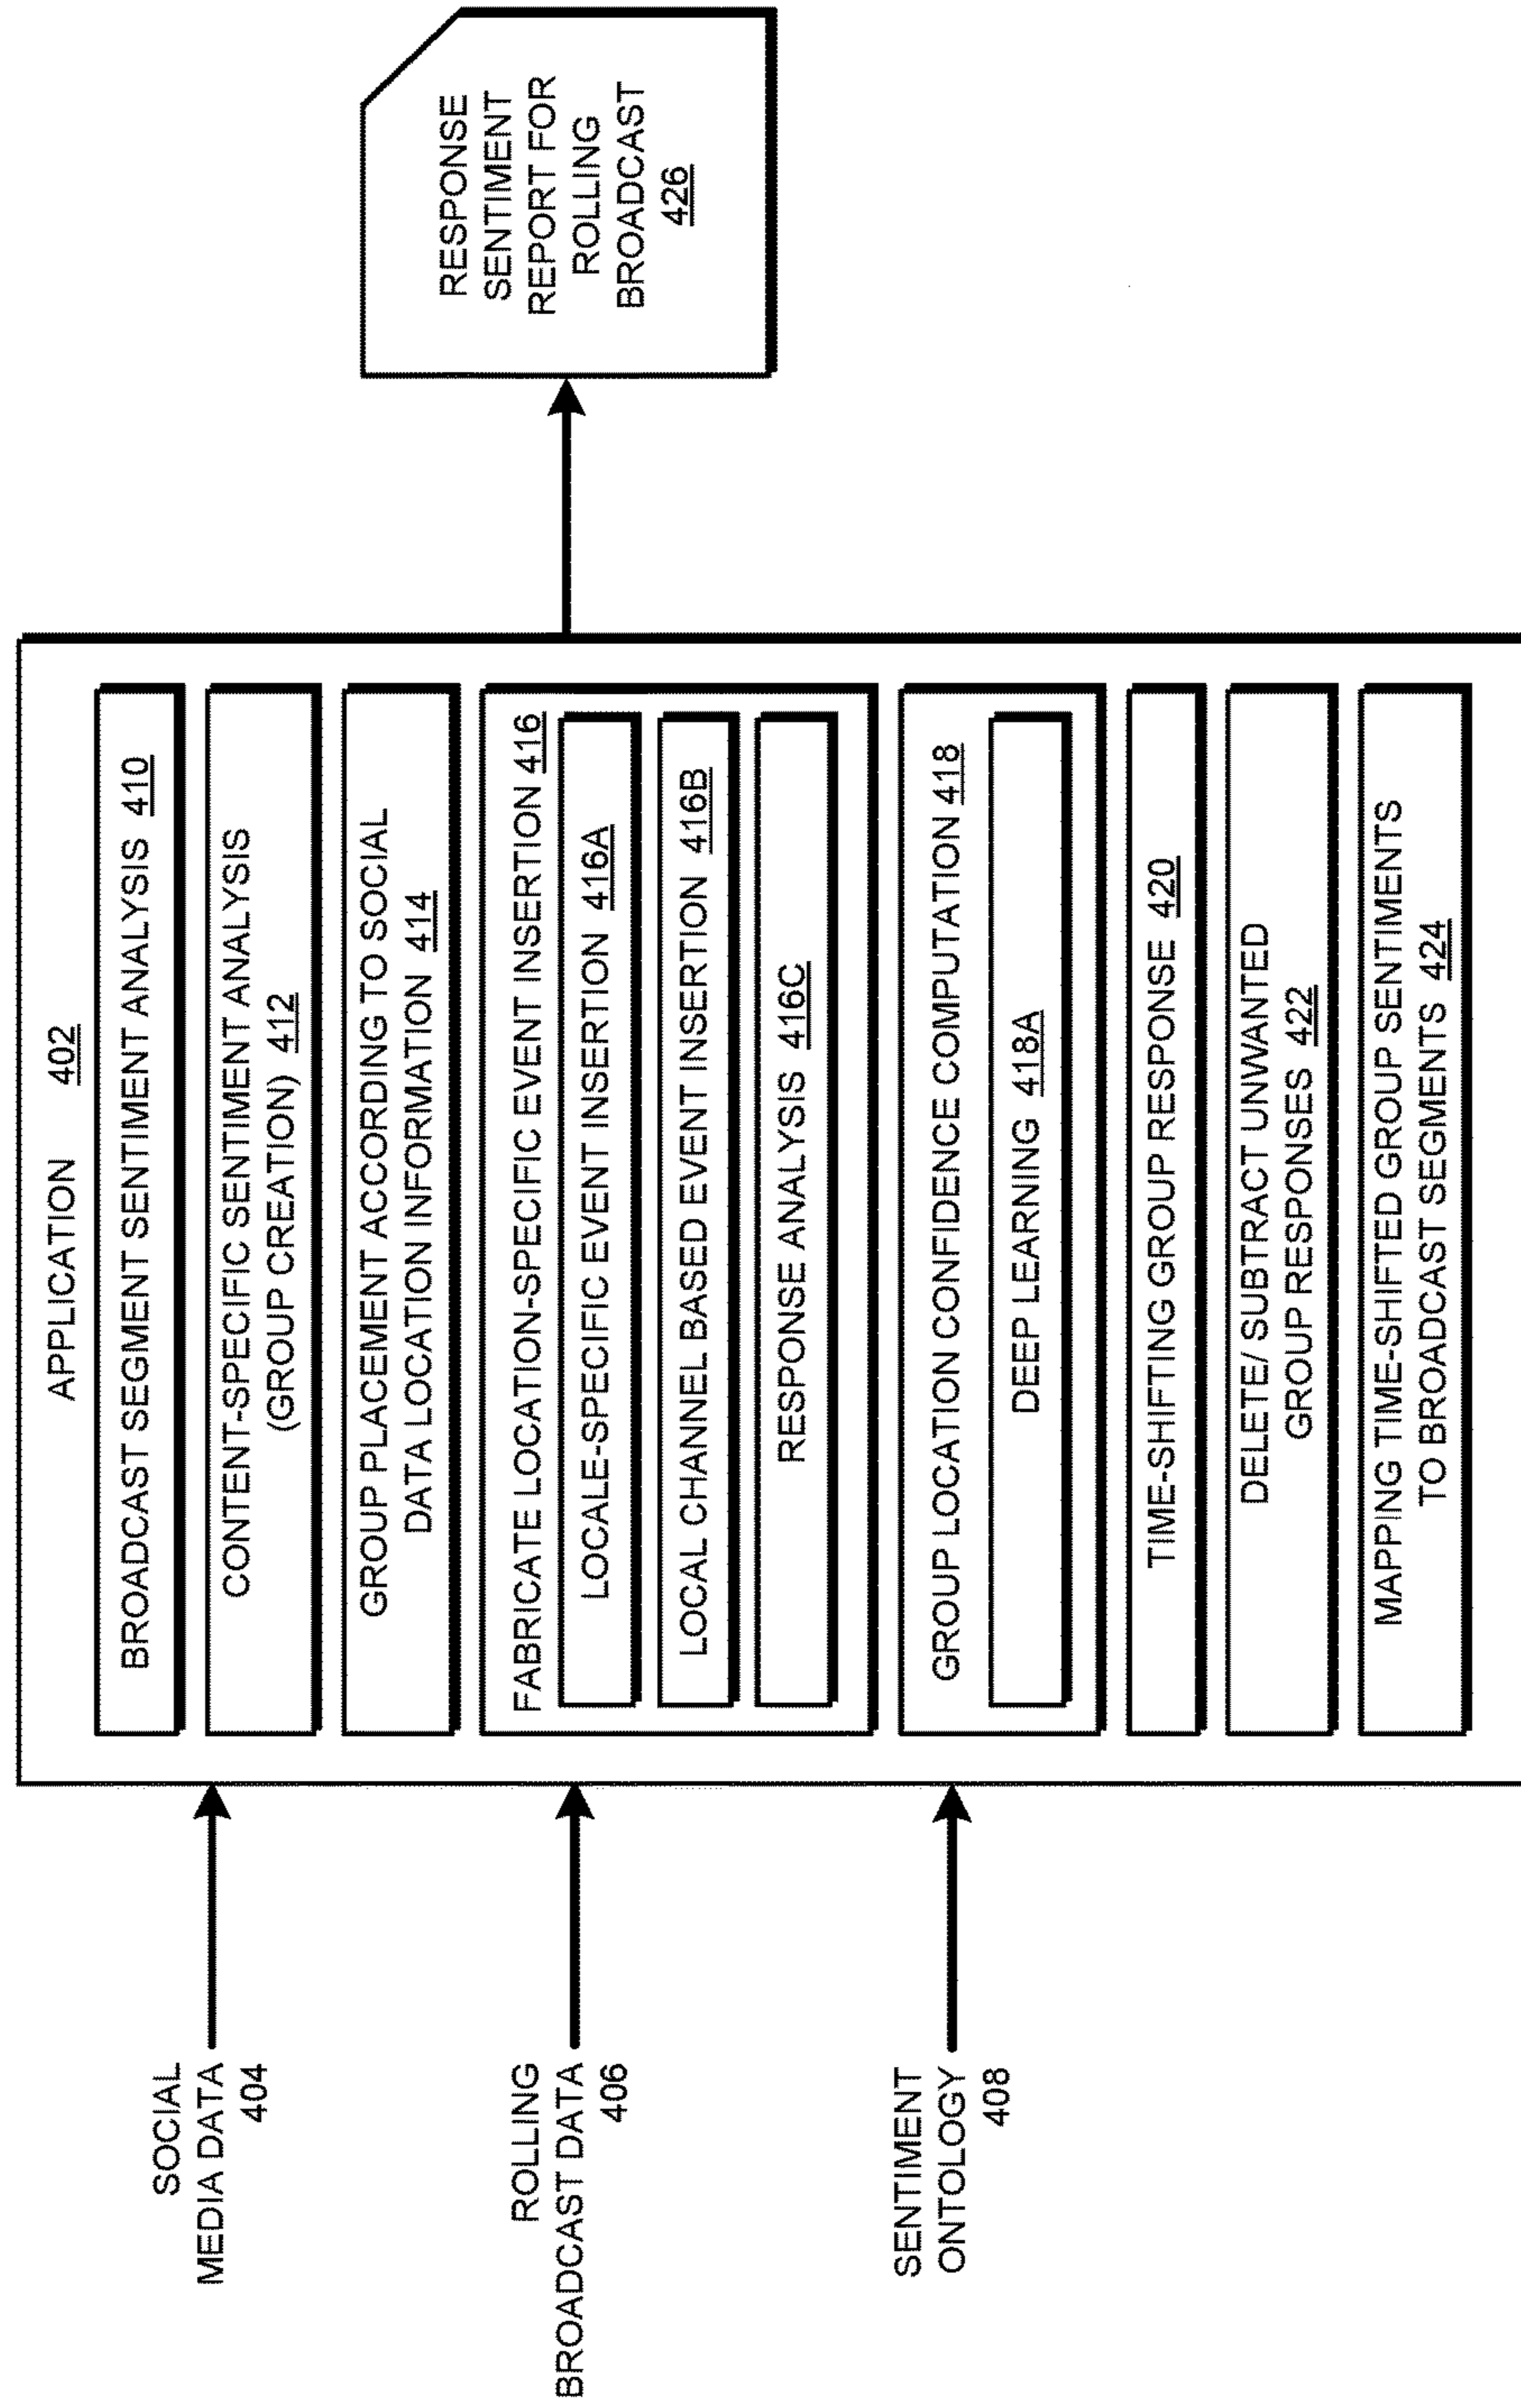 SOCIAL
MEDIA DATA
404
ROLLING
BROADCAST DATA
406
SENTIMENT
ONTOLOGY
408
APPLICATION 402
BROADCAST SEGMENT SENTIMENT ANALYSIS 410
CONTENT-SPECIFIC SENTIMENT ANALYSIS
(GROUP CREATION) 412
GROUP PLACEMENT ACCORDING TO SOCIAL
DATA LOCATION INFORMATION 414
FABRICATE LOCATION-SPECIFIC EVENT INSERTION 416
LOCALE-SPECIFIC EVENT INSERTION 416A
LOCAL CHANNEL BASED EVENT INSERTION 416B
RESPONSE ANALYSIS 416C
GROUP LOCATION CONFIDENCE COMPUTATION 418
DEEP LEARNING 418A
TIME-SHIFTING GROUP RESPONSE 420
DELETE/ SUBTRACT UNWANTED
GROUP RESPONSES 422
MAPPING TIME-SHIFTED GROUP SENTIMENTS
TO BROADCAST SEGMENTS 424
RESPONSE
SENTIMENT
REPORT FOR
ROLLING
BROADCAST
426